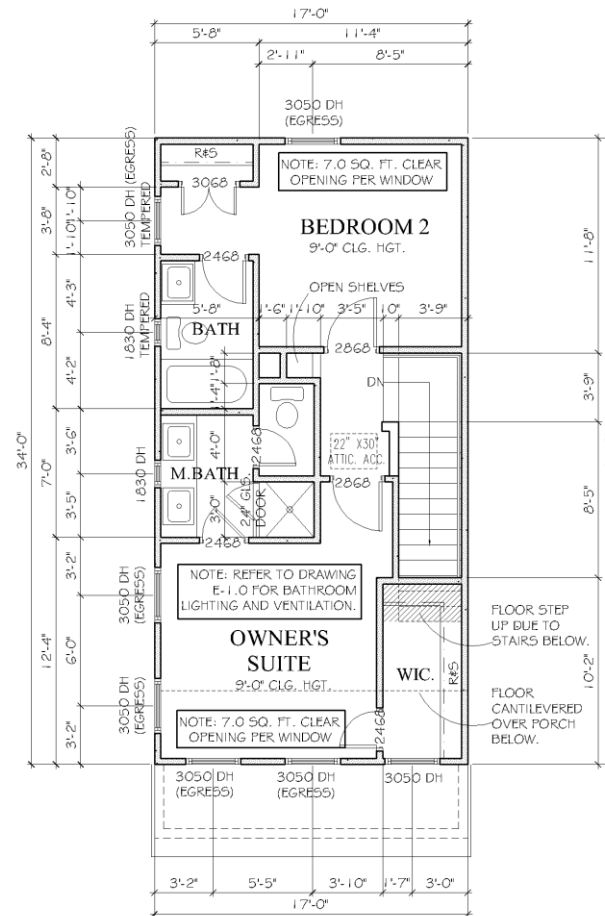 17'-0"
5'-8" 11'-4"
2'-11" 8'-5"
3050 DH
(EGRESS)
2'-8"
3050 DH (EGRESS)
TEMPERED
R&S
3068
NOTE: 7.0 SQ. FT. CLEAR
OPENING PER WINDOW
3'-8"
1'-10"
1'-10"
BEDROOM 2
9'-0" CLG. HGT.
11'-8"
2468
OPEN SHELVES
4'-3"
8'-4"
1830 DH
TEMPERED
5'-8" 1'-6" 1'-10" 3'-5" 10" 3'-9"
BATH
2868
4'-2"
1'-8"
1'-4"
DN
3'-9"
34'-0"
7'-0"
3'-6"
1830 DH
M.BATH
4'-0"
2468
22" X30"
ATTIC. ACC.
2868
8'-5"
3'-5"
3'-0"
24" GLS.
DOOR
2468
3'-2"
3050 DH
NOTE: REFER TO DRAWING
E-1.0 FOR BATHROOM
LIGHTING AND VENTILATION.
FLOOR STEP
UP DUE TO
STAIRS BELOW.
12'-4"
6'-0"
OWNER'S
SUITE
9'-0" CLG. HGT.
WIC.
R&S
10'-2"
FLOOR
CANTILEVERED
OVER PORCH
BELOW.
3050 DH
(EGRESS)
3'-2"
NOTE: 7.0 SQ. FT. CLEAR
OPENING PER WINDOW
2468
3050 DH
(EGRESS)
3050 DH
(EGRESS)
3050 DH
3'-2" 5'-5" 3'-10" 1'-7" 3'-0"
17'-0"